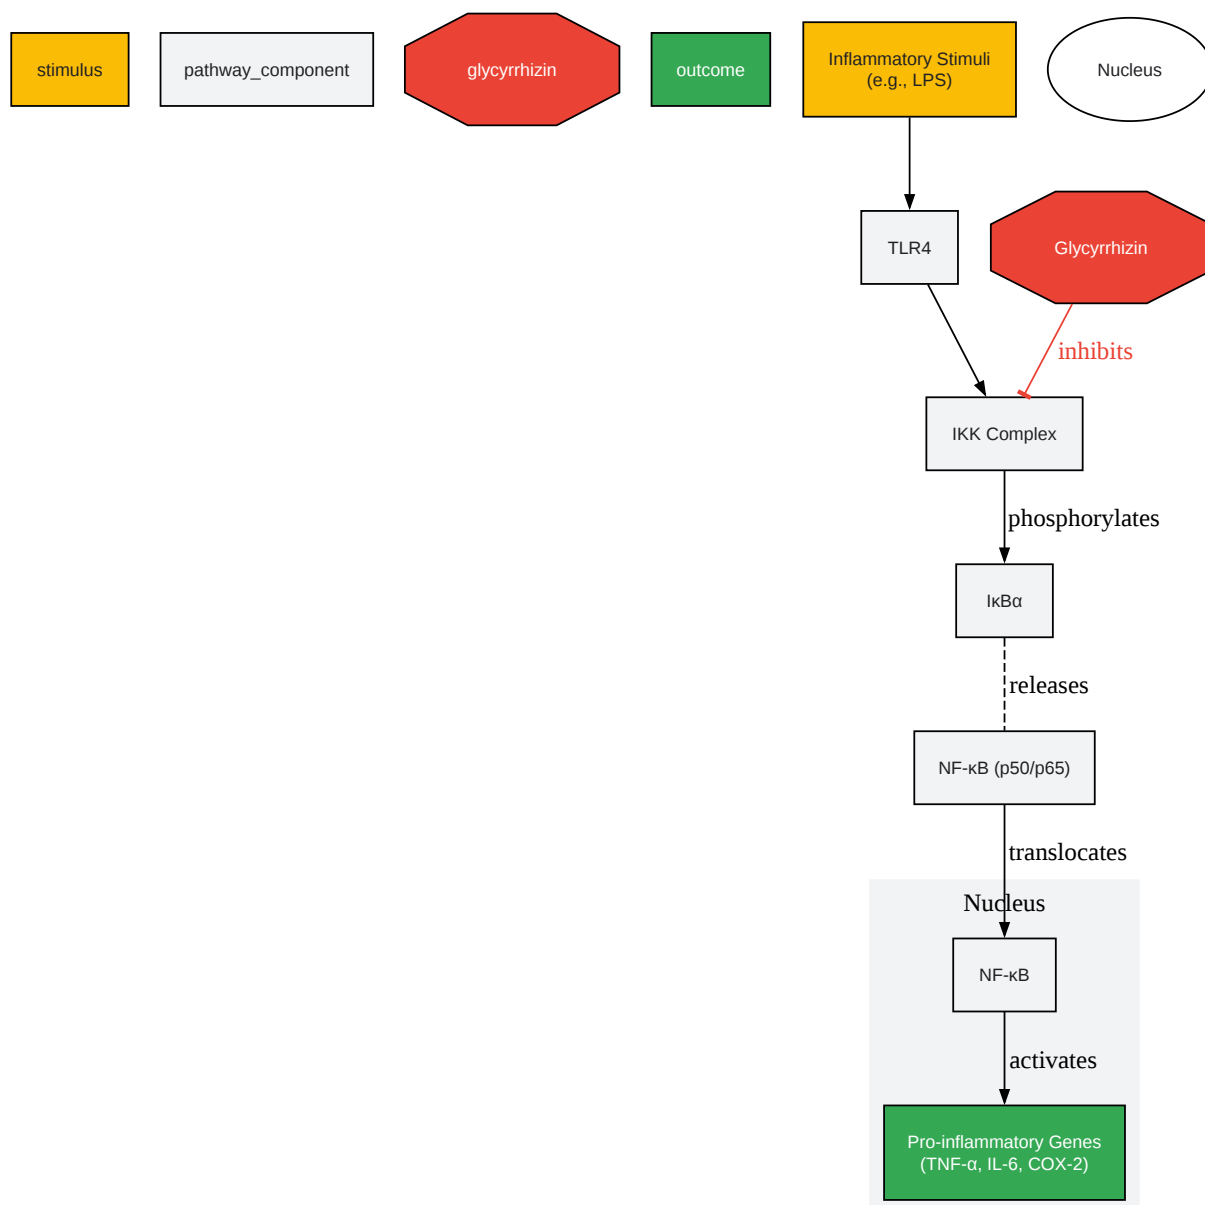 stimulus
pathway_component
glycyrrhizin
outcome
Inflammatory Stimuli
(e.g., LPS)
Nucleus
TLR4
Glycyrrhizin
inhibits
IKK Complex
phosphorylates
IκBα
releases
NF-κB (p50/p65)
translocates
Nucleus
NF-κB
activates
Pro-inflammatory Genes
(TNF-α, IL-6, COX-2)